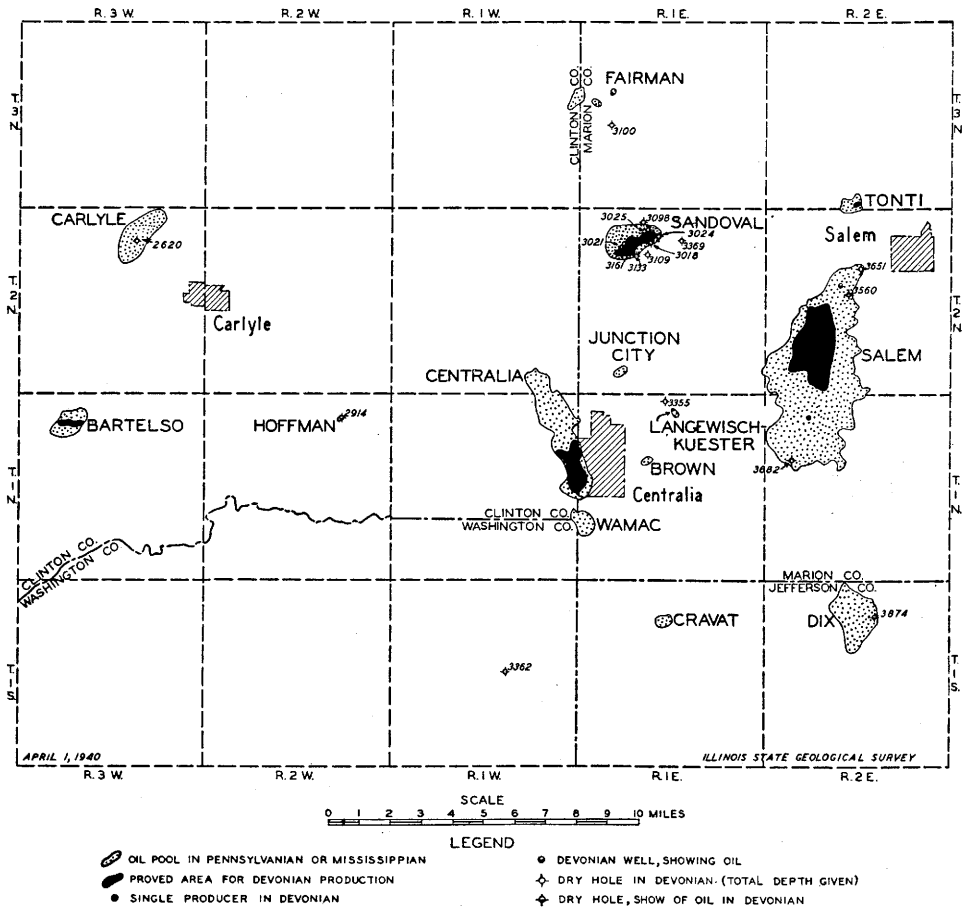 R. 3 W. R. 2 W. R. 1 W. R. 1 E. R. 2 E.
T. 3 N.
T. 3 N.
FAIRMAN
CLINTON CO.
MARION CO.
3100
CARLYLE
2620
3025
3098
SANDOVAL
3024
3021
3369
3018
3161
3133
3109
TONTI
Salem
3651
3560
T. 2 N.
T. 2 N.
Carlyle
JUNCTION
CITY
SALEM
CENTRALIA
BARTELSO
HOFFMAN
2914
3355
LANGEWISCH-
KUESTER
BROWN
3682
Centralia
T. 1 N.
T. 1 N.
CLINTON CO.
WASHINGTON CO.
WAMAC
CLINTON CO.
WASHINGTON CO.
MARION CO.
JEFFERSON CO.
CRAVAT
DIX
3874
3362
T. 1 S.
T. 1 S.
APRIL 1, 1940
ILLINOIS STATE GEOLOGICAL SURVEY
R. 3 W. R. 2 W. R. 1 W. R. 1 E. R. 2 E.
SCALE
0 1 2 3 4 5 6 7 8 9 10 MILES
LEGEND
OIL POOL IN PENNSYLVANIAN OR MISSISSIPPIAN
PROVED AREA FOR DEVONIAN PRODUCTION
SINGLE PRODUCER IN DEVONIAN
DEVONIAN WELL, SHOWING OIL
DRY HOLE IN DEVONIAN. (TOTAL DEPTH GIVEN)
DRY HOLE, SHOW OF OIL IN DEVONIAN